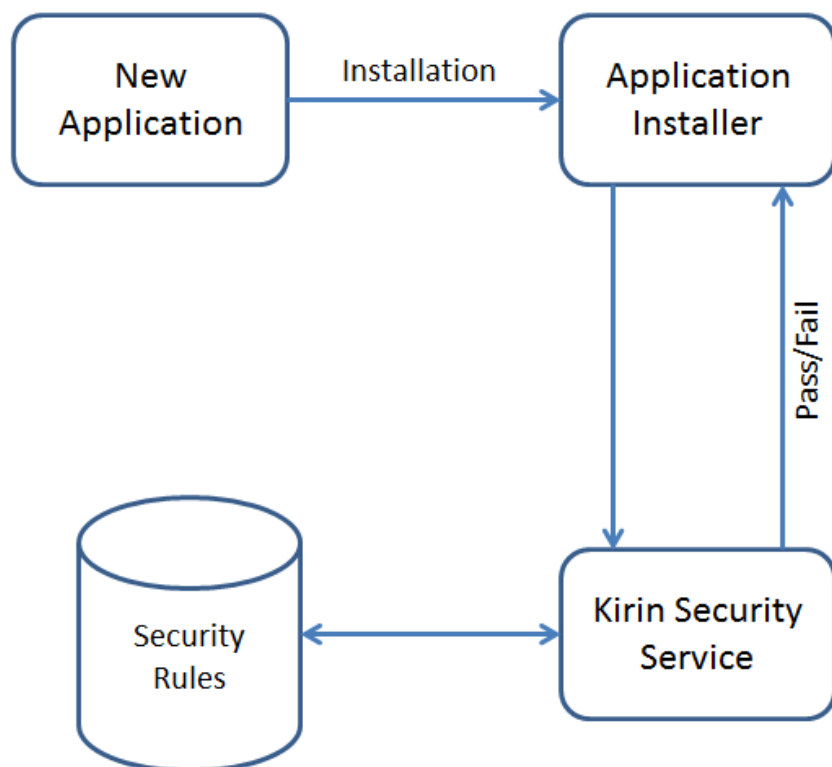 New
Application
Installation
Application
Installer
Pass/Fail
Security
Rules
Kirin Security
Service